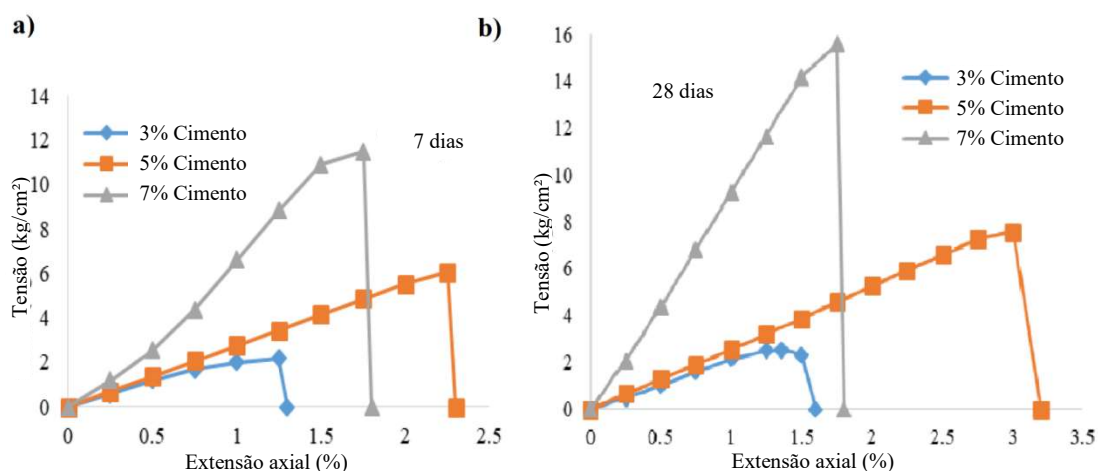 a)
14
12
10
8
6
4
2
0
Tensão (kg/cm²)
3% Cimento
5% Cimento
7% Cimento
7 dias
0 0.5 1 1.5 2 2.5
Extensão axial (%)
b)
16
14
12
10
8
6
4
2
0
Tensão (kg/cm²)
28 dias
3% Cimento
5% Cimento
7% Cimento
0 0.5 1 1.5 2 2.5 3 3.5
Extensão axial (%)